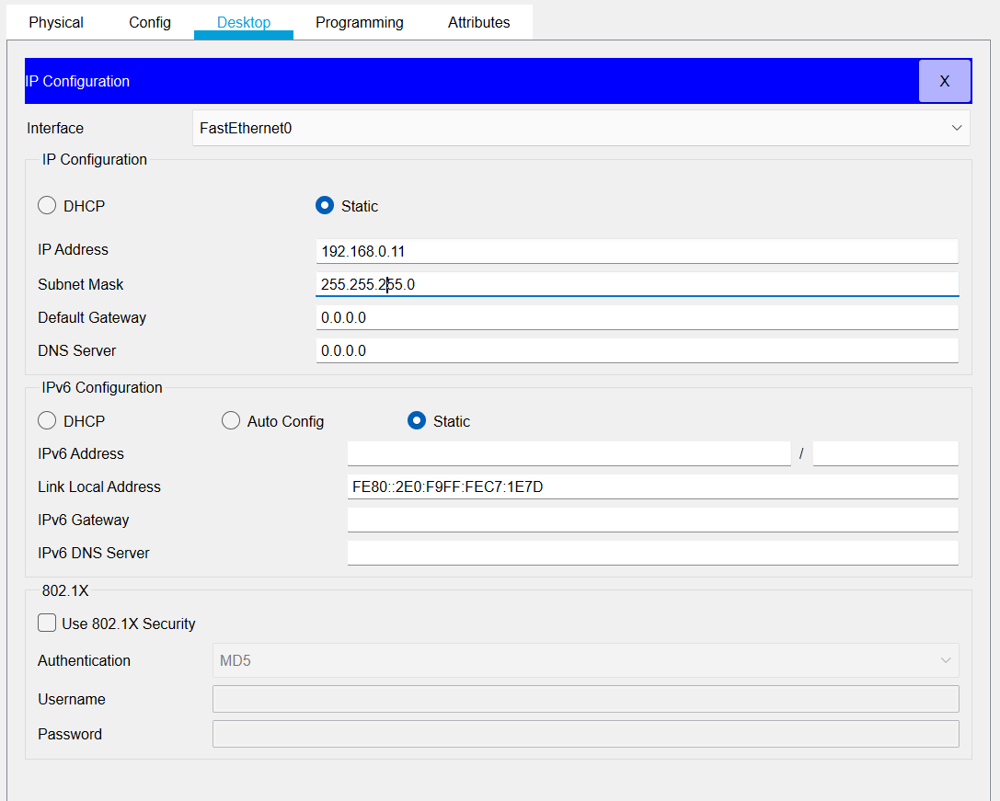 Physical Config Desktop Programming Attributes
IP Configuration X
Interface FastEthernet0
IP Configuration
DHCP Static
IP Address 192.168.0.11
Subnet Mask 255.255.255.0
Default Gateway 0.0.0.0
DNS Server 0.0.0.0
IPv6 Configuration
DHCP Auto Config Static
IPv6 Address /
Link Local Address FE80::2E0:F9FF:FEC7:1E7D
IPv6 Gateway
IPv6 DNS Server
802.1X
Use 802.1X Security
Authentication MD5
Username
Password